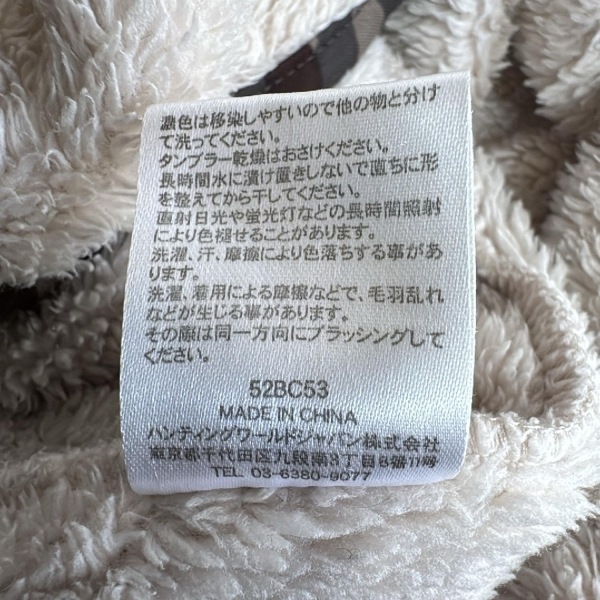 濃色は移染しやすいので他の物と分け
て洗ってください。
タンブラー乾燥はおさけください。
長時間水に漬け置きしないで直ちに形
を整えてから干してください。
直射日光や蛍光灯などの長時間照射
により色褪せることがあります。
洗濯、汗、摩擦により色落ちする事があ
ります。
洗濯、着用による摩擦などで、毛羽乱れ
などが生じる事があります。
その際は同一方向にブラッシングして
ください。
52BC53
MADE IN CHINA
ハンティングワールドジャパン株式会社
東京都千代田区九段南3丁目8番11号
TEL 03-6380-9077